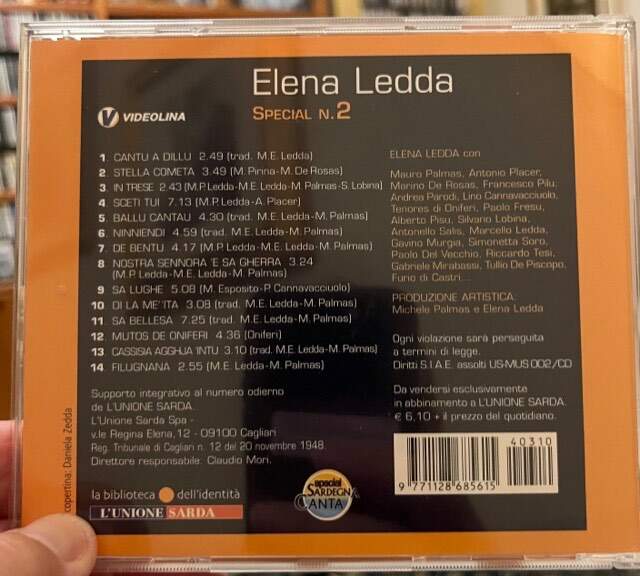 Elena Ledda
VIDEOLINA
SPECIAL N.2
1 CANTU A DILLU 2.49 (trad. M.E. Ledda)
2 STELLA COMETA 3.49 (M. Pirina-M. De Rosas)
3 IN TRESE 2.43 (M.P. Ledda-M.E. Ledda-M. Palmas-S. Lobina)
4 SCETI TUI 7.13 (M.P. Ledda-A. Placer)
5 BALLU CANTAU 4.30 (trad. M.E. Ledda-M. Palmas)
6 NINNIENDI 4.59 (trad. M.E. Ledda-M. Palmas)
7 DE BENTU 4.17 (M.P. Ledda-M.E. Ledda-M. Palmas)
8 NOSTRA SENNORA 'E SA GHERRA 3.24
(M.P. Ledda-M.E. Ledda-M. Palmas)
9 SA LUGHE 5.08 (M. Esposito-P. Cannavacciuolo)
10 DI LA ME' ITA 3.08 (trad. M.E. Ledda-M. Palmas)
11 SA BELLESA 7.25 (trad. M.E. Ledda-M. Palmas)
12 MUTOS DE ONIFERI 4.36 (Oniferi)
13 CASSISIA AGGHJA 'INTU 3.10 (trad. M.E. Ledda-M. Palmas)
14 FILUGNANA 2.55 (M.E. Ledda-M. Palmas)
Supporto integrativo al numero odierno
de L'UNIONE SARDA.
L'Unione Sarda Spa -
v.le Regina Elena,12 - 09100 Cagliari
Reg. Tribunale di Cagliari n. 12 del 20 novembre 1948.
Direttore responsabile: Claudio Mori.
la biblioteca dell'identità
L'UNIONE SARDA
special
SARDEGNA
CANTA
ELENA LEDDA con
Mauro Palmas, Antonio Placer,
Marino De Rosas, Francesco Pilu,
Andrea Parodi, Lino Cannavacciuolo,
Tenores di Oniferi, Paolo Fresu,
Alberto Pisu, Silvano Lobina,
Antonello Salis, Marcello Ledda,
Gavino Murgia, Simonetta Soro,
Paolo Del Vecchio, Riccardo Tesi,
Gabriele Mirabassi, Tullio De Piscopo,
Furio di Castri...
PRODUZIONE ARTISTICA:
Michele Palmas e Elena Ledda
Ogni violazione sarà perseguita
a termini di legge.
Diritti S.I.A.E. assolti US-MUS 002/CD
Da vendersi esclusivamente
in abbinamento a L'UNIONE SARDA.
€ 6,10 + il prezzo del quotidiano.
40310
9 771128 685615
copertina: Daniela Zedda